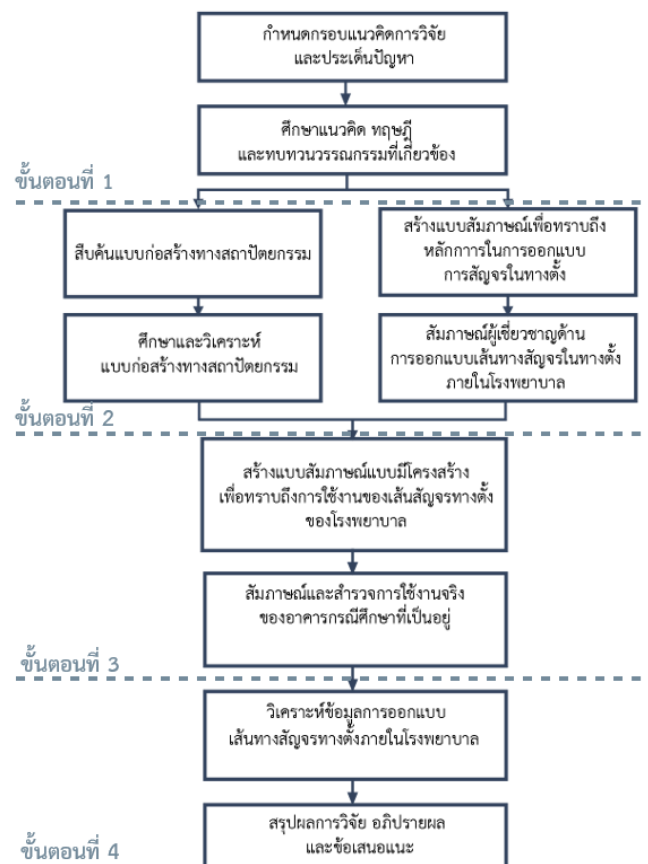 กำหนดกรอบแนวคิดการวิจัย
และประเด็นปัญหา
ศึกษาแนวคิด ทฤษฎี
และทบทวนวรรณกรรมที่เกี่ยวข้อง
ขั้นตอนที่ 1
สืบค้นแบบก่อสร้างทางสถาปัตยกรรม
สร้างแบบสัมภาษณ์เพื่อทราบถึง
หลักกาารในการออกแบบ
การสัญจรในทางตั้ง
ศึกษาและวิเคราะห์
แบบก่อสร้างทางสถาปัตยกรรม
สัมภาษณ์ผู้เชี่ยวชาญด้าน
การออกแบบเส้นทางสัญจรในทางตั้ง
ภายในโรงพยาบาล
ขั้นตอนที่ 2
สร้างแบบสัมภาษณ์แบบมีโครงสร้าง
เพื่อทราบถึงการใช้งานของเส้นสัญจรทางตั้ง
ของโรงพยาบาล
สัมภาษณ์และสำรวจการใช้งานจริง
ของอาคารกรณีศึกษาที่เป็นอยู่
ขั้นตอนที่ 3
วิเคราะห์ข้อมูลการออกแบบ
เส้นทางสัญจรทางตั้งภายในโรงพยาบาล
สรุปผลการวิจัย อภิปรายผล
และข้อเสนอแนะ
ขั้นตอนที่ 4